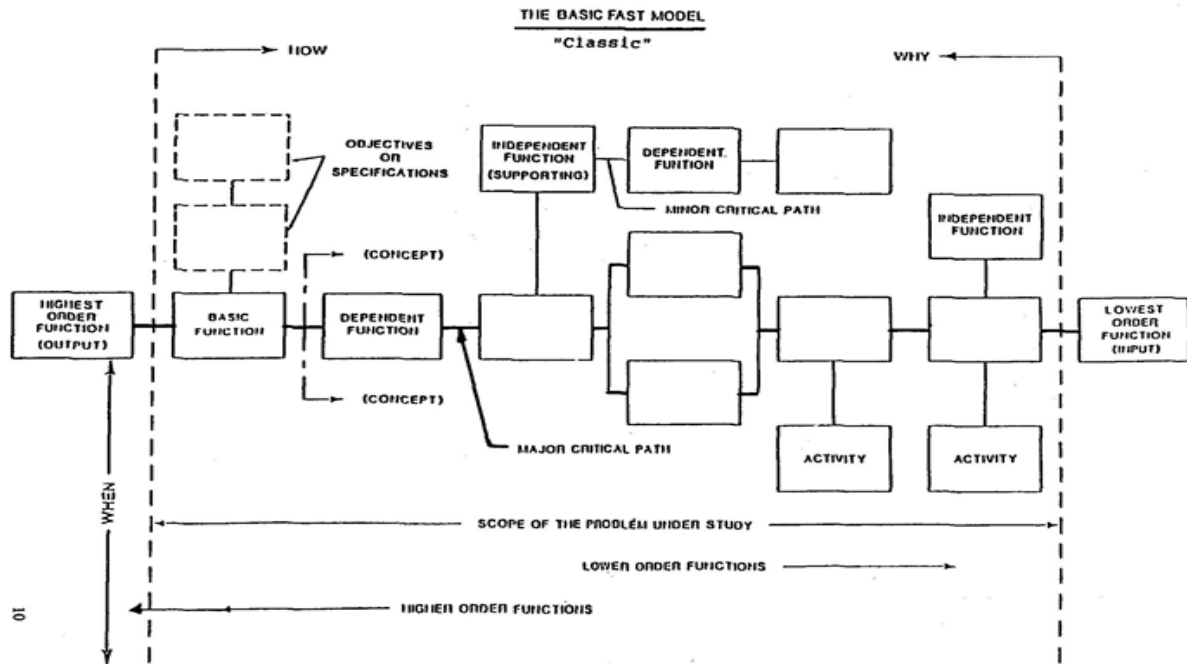 THE BASIC FAST MODEL
"Classic"
HOW
WHY
OBJECTIVES
OR
SPECIFICATIONS
INDEPENDENT
FUNCTION
(SUPPORTING)
DEPENDENT.
FUNTION
MINOR CRITICAL PATH
INDEPENDENT
FUNCTION
(CONCEPT)
HIGHEST
ORDER
FUNCTION
(OUTPUT)
BASIC
FUNCTION
DEPENDENT
FUNCTION
LOWEST
ORDER
FUNCTION
(INPUT)
(CONCEPT)
MAJOR CRITICAL PATH
ACTIVITY
ACTIVITY
WHEN
SCOPE OF THE PROBLEM UNDER STUDY
LOWER ORDER FUNCTIONS
HIGHER ORDER FUNCTIONS
10